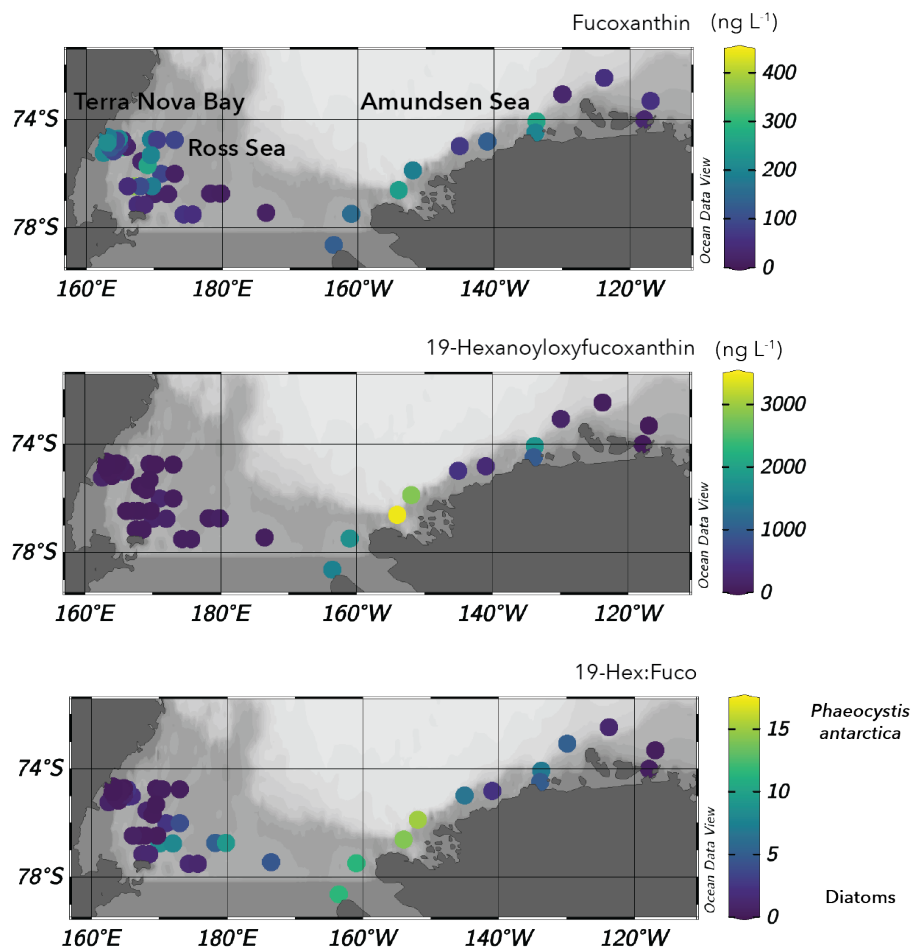 Fucoxanthin (ng L-1)
Terra Nova Bay
Amundsen Sea
Ross Sea
74°S
78°S
160°E 180°E 160°W 140°W 120°W
Ocean Data View
400
300
200
100
0
19-Hexanoyloxyfucoxanthin (ng L-1)
74°S
78°S
160°E 180°E 160°W 140°W 120°W
Ocean Data View
3000
2000
1000
0
19-Hex:Fuco
74°S
78°S
160°E 180°E 160°W 140°W 120°W
Ocean Data View
15
10
5
0
Phaeocystis
antarctica
Diatoms